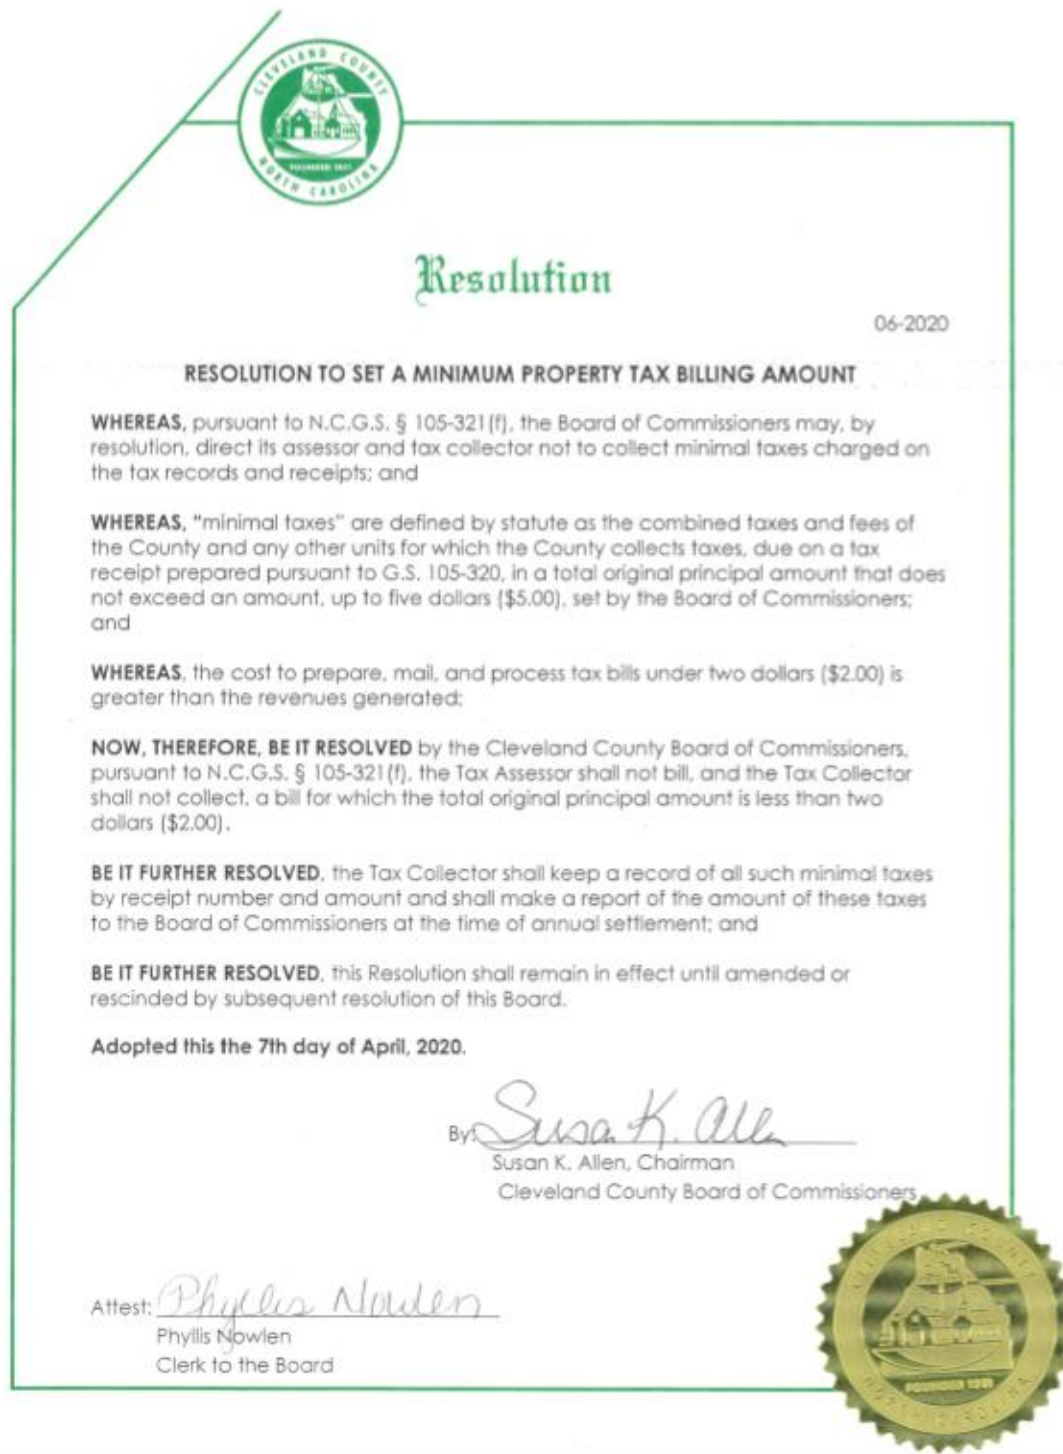 CLEVELAND COUNTY
FOUNDED 1841
NORTH CAROLINA
Resolution
06-2020
RESOLUTION TO SET A MINIMUM PROPERTY TAX BILLING AMOUNT
WHEREAS, pursuant to N.C.G.S. § 105-321(f), the Board of Commissioners may, by
resolution, direct its assessor and tax collector not to collect minimal taxes charged on
the tax records and receipts; and
WHEREAS, “minimal taxes” are defined by statute as the combined taxes and fees of
the County and any other units for which the County collects taxes, due on a tax
receipt prepared pursuant to G.S. 105-320, in a total original principal amount that does
not exceed an amount, up to five dollars ($5.00), set by the Board of Commissioners;
and
WHEREAS, the cost to prepare, mail, and process tax bills under two dollars ($2.00) is
greater than the revenues generated;
NOW, THEREFORE, BE IT RESOLVED by the Cleveland County Board of Commissioners,
pursuant to N.C.G.S. § 105-321(f), the Tax Assessor shall not bill, and the Tax Collector
shall not collect, a bill for which the total original principal amount is less than two
dollars ($2.00).
BE IT FURTHER RESOLVED, the Tax Collector shall keep a record of all such minimal taxes
by receipt number and amount and shall make a report of the amount of these taxes
to the Board of Commissioners at the time of annual settlement; and
BE IT FURTHER RESOLVED, this Resolution shall remain in effect until amended or
rescinded by subsequent resolution of this Board.
Adopted this the 7th day of April, 2020.
By: Susan K. Allen
Susan K. Allen, Chairman
Cleveland County Board of Commissioners
Attest: Phyllis Nowlen
Phyllis Nowlen
Clerk to the Board
CLEVELAND COUNTY
FOUNDED 1841
NORTH CAROLINA